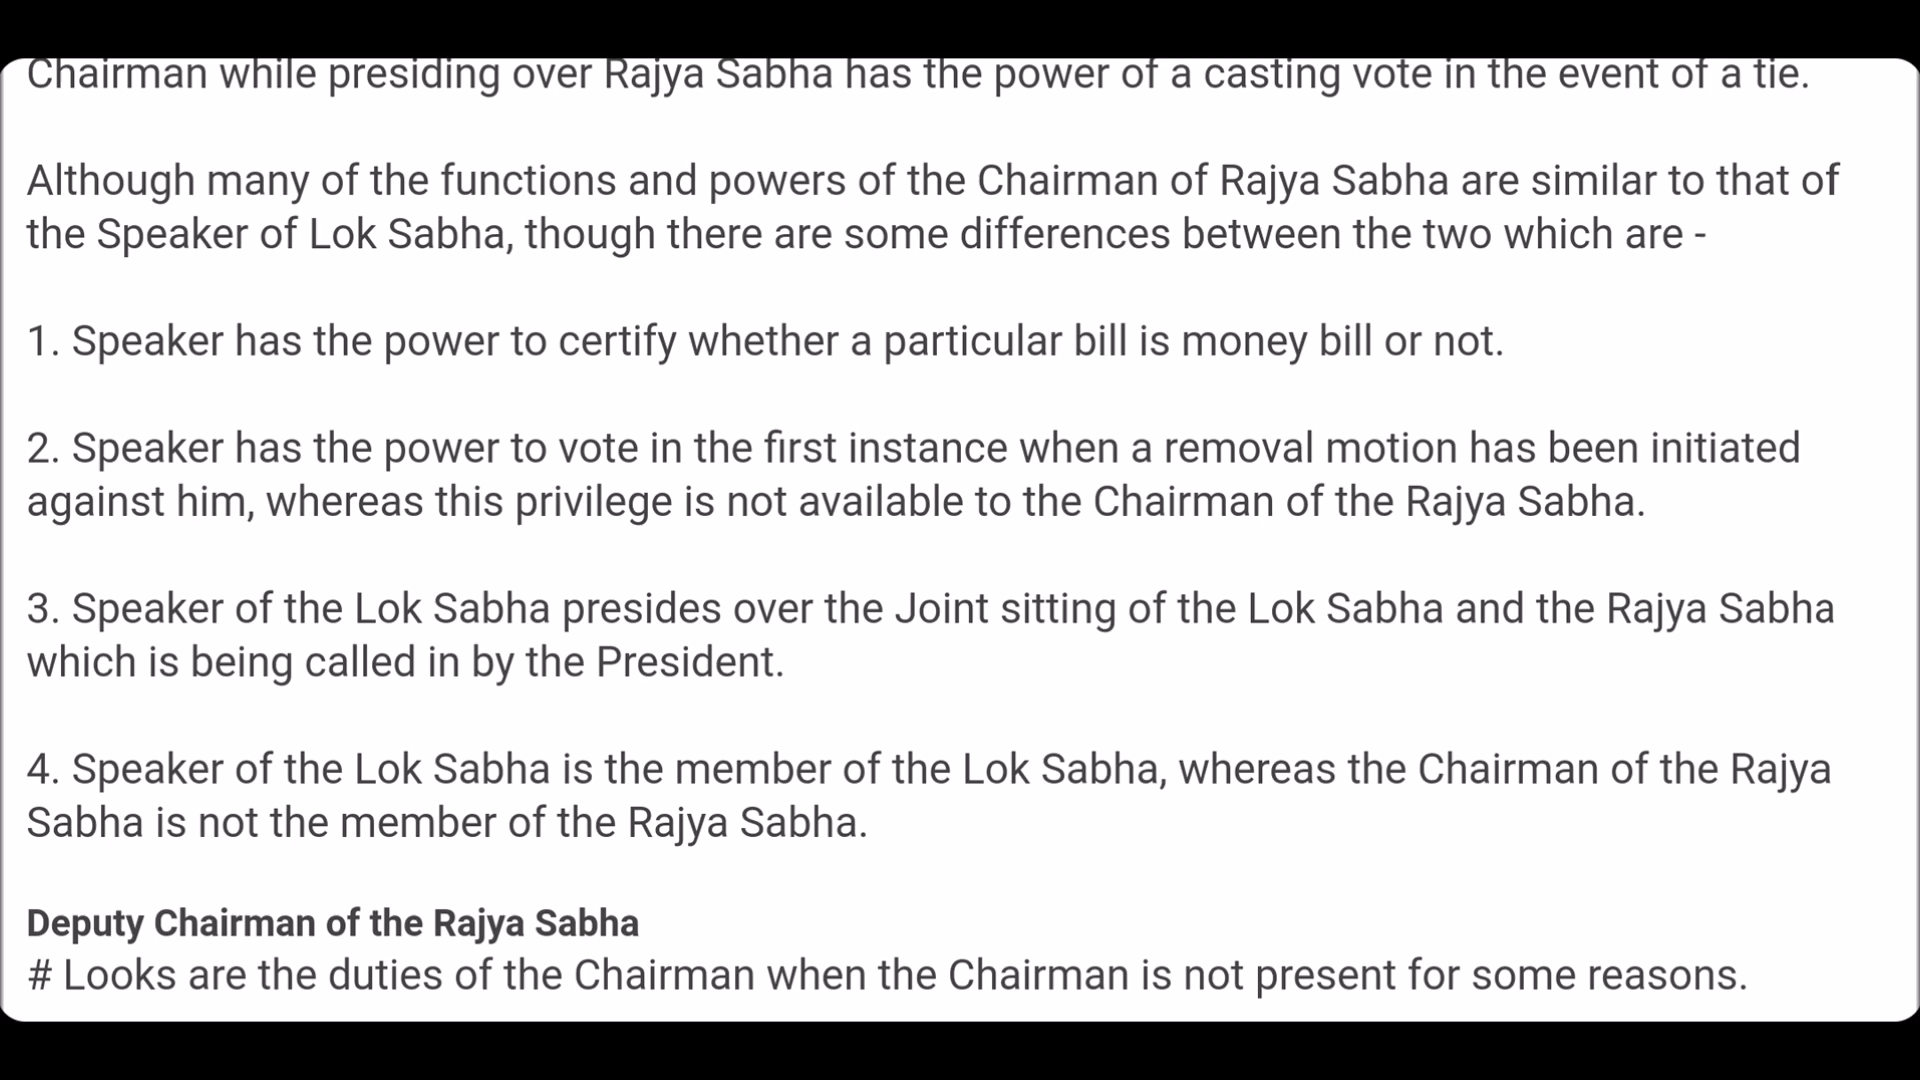 Chairman while presiding over Rajya Sabha has the power of a casting vote in the event of a tie.
Although many of the functions and powers of the Chairman of Rajya Sabha are similar to that of
the Speaker of Lok Sabha, though there are some differences between the two which are -
1. Speaker has the power to certify whether a particular bill is money bill or not.
2. Speaker has the power to vote in the first instance when a removal motion has been initiated
against him, whereas this privilege is not available to the Chairman of the Rajya Sabha.
3. Speaker of the Lok Sabha presides over the Joint sitting of the Lok Sabha and the Rajya Sabha
which is being called in by the President.
4. Speaker of the Lok Sabha is the member of the Lok Sabha, whereas the Chairman of the Rajya
Sabha is not the member of the Rajya Sabha.
Deputy Chairman of the Rajya Sabha
# Looks are the duties of the Chairman when the Chairman is not present for some reasons.